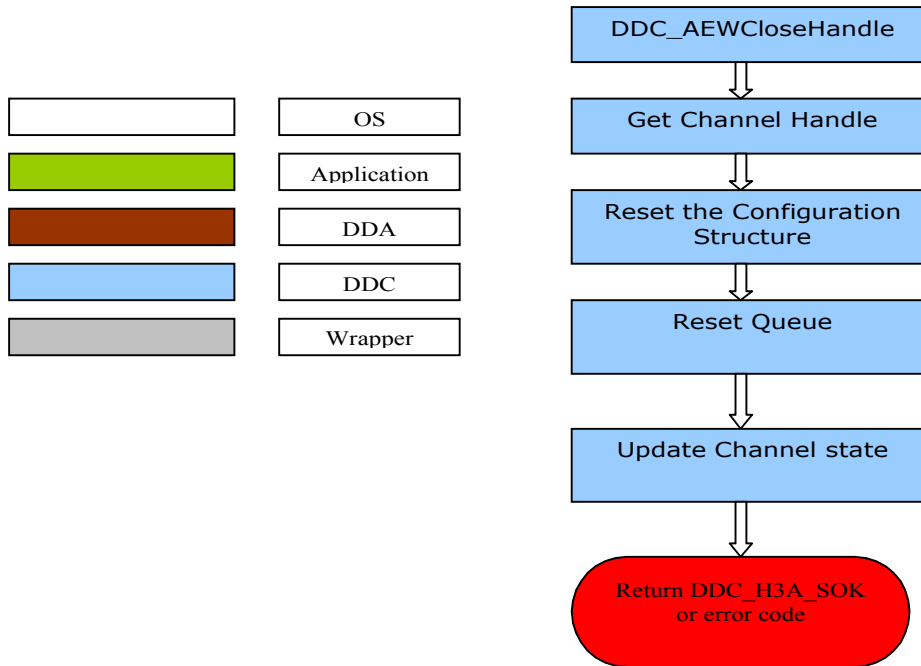 DDC_AEWCloseHandle
OS
Get Channel Handle
Application
Reset the Configuration
Structure
DDA
DDC
Reset Queue
Wrapper
Update Channel state
Return DDC_H3A_SOK
or error code